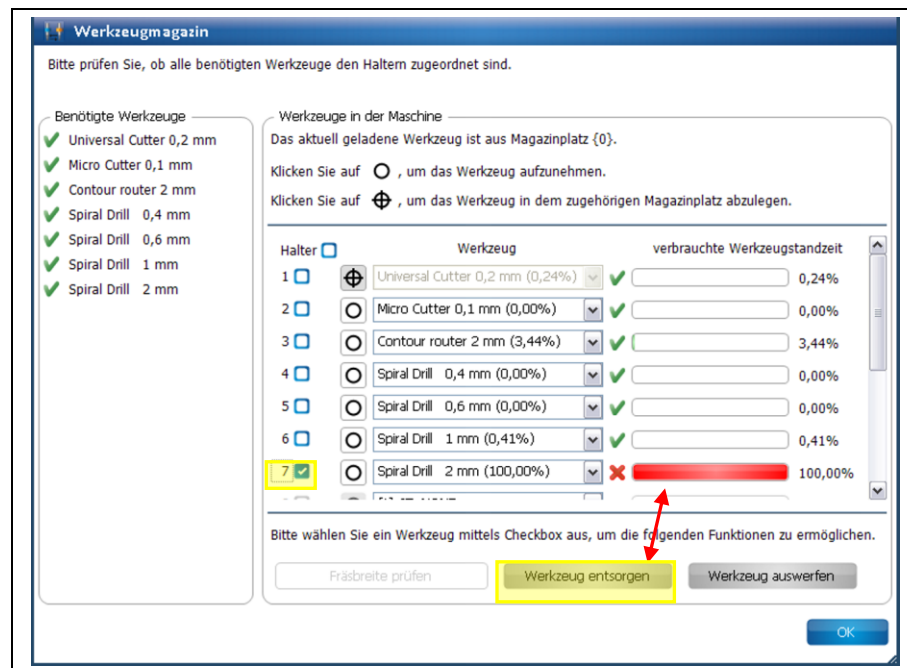 Werkzeugmagazin
Bitte prüfen Sie, ob alle benötigten Werkzeuge den Haltern zugeordnet sind.
Benötigte Werkzeuge
Universal Cutter 0,2 mm
Micro Cutter 0,1 mm
Contour router 2 mm
Spiral Drill 0,4 mm
Spiral Drill 0,6 mm
Spiral Drill 1 mm
Spiral Drill 2 mm
Werkzeuge in der Maschine
Das aktuell geladene Werkzeug ist aus Magazinplatz {0}.
Klicken Sie auf , um das Werkzeug aufzunehmen.
Klicken Sie auf , um das Werkzeug in dem zugehörigen Magazinplatz abzulegen.
Halter Werkzeug verbrauchte Werkzeugstandzeit
1 Universal Cutter 0,2 mm (0,24%) 0,24%
2 Micro Cutter 0,1 mm (0,00%) 0,00%
3 Contour router 2 mm (3,44%) 3,44%
4 Spiral Drill 0,4 mm (0,00%) 0,00%
5 Spiral Drill 0,6 mm (0,00%) 0,00%
6 Spiral Drill 1 mm (0,41%) 0,41%
7 Spiral Drill 2 mm (100,00%) 100,00%
Bitte wählen Sie ein Werkzeug mittels Checkbox aus, um die folgenden Funktionen zu ermöglichen.
Fräsbreite prüfen Werkzeug entsorgen Werkzeug auswerfen
OK